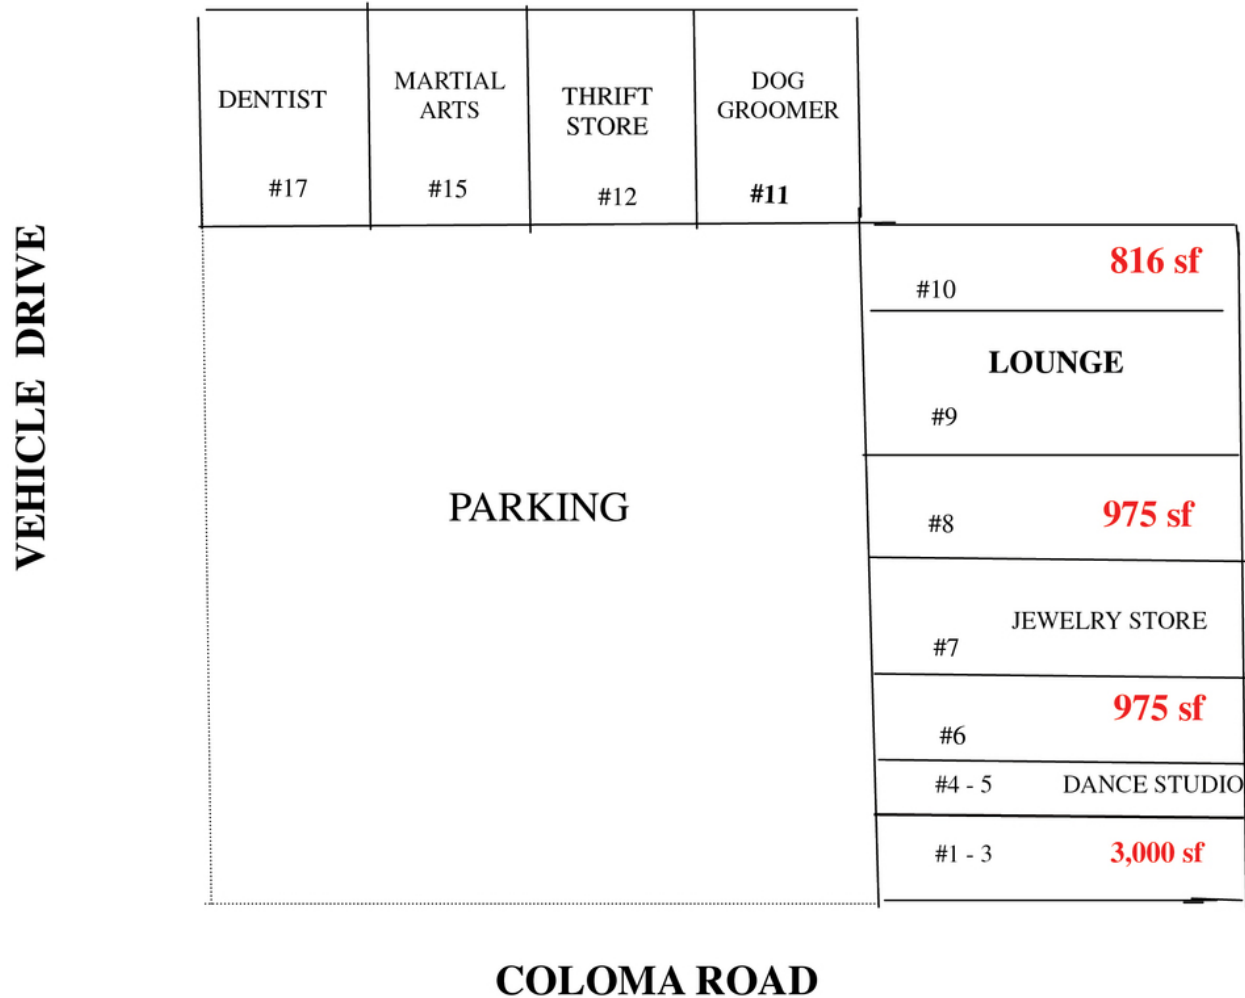 DENTIST
#17
MARTIAL
ARTS
#15
THRIFT
STORE
#12
DOG
GROOMER
#11
VEHICLE DRIVE
PARKING
816 sf
#10
LOUNGE
#9
#8 975 sf
JEWELRY STORE
#7
975 sf
#6
#4 - 5 DANCE STUDIO
#1 - 3 3,000 sf
COLOMA ROAD